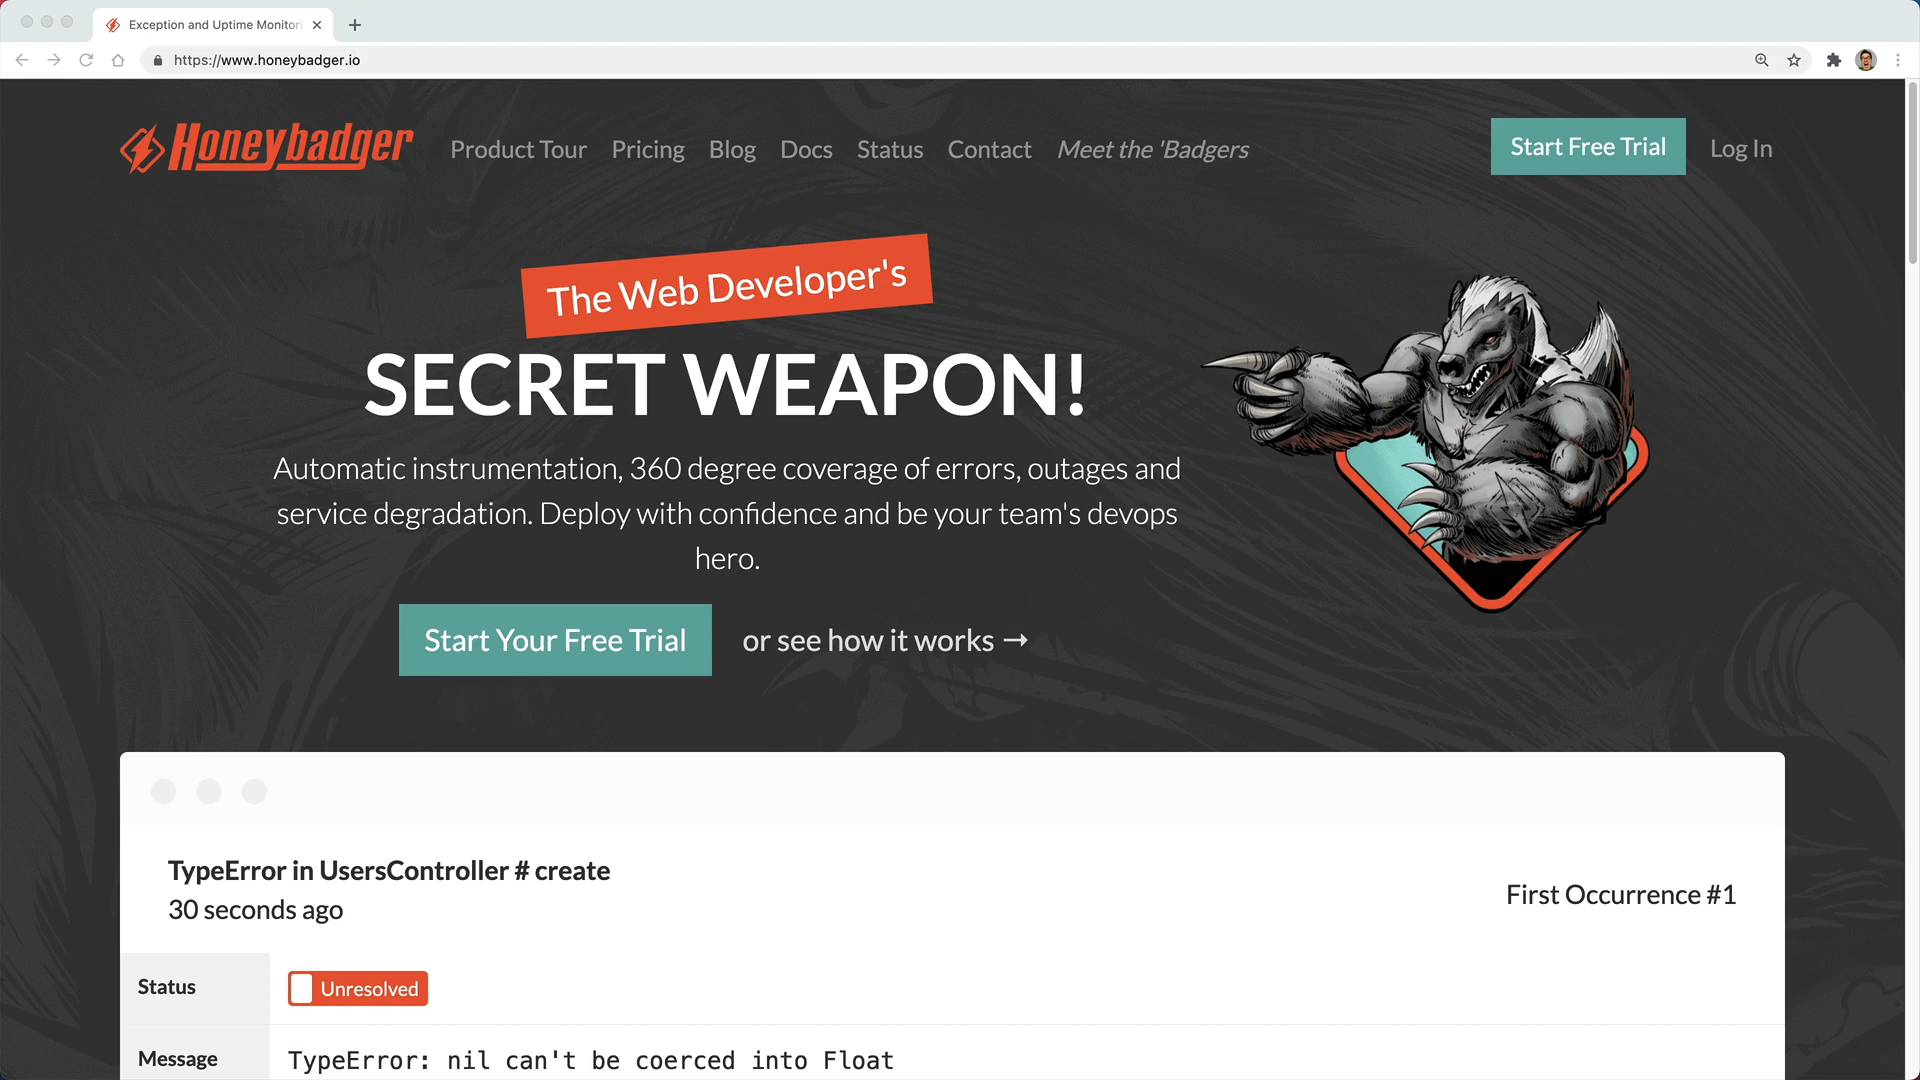 Exception and Uptime Monitori
https://www.honeybadger.io
Honeybadger
Product Tour
Pricing
Blog
Docs
Status
Contact
Meet the 'Badgers
Start Free Trial
Log In
The Web Developer's
SECRET WEAPON!
Automatic instrumentation, 360 degree coverage of errors, outages and
service degradation. Deploy with confidence and be your team's devops
hero.
Start Your Free Trial
or see how it works →
TypeError in UsersController # create
30 seconds ago
First Occurrence #1
Status
Unresolved
Message
TypeError: nil can't be coerced into Float